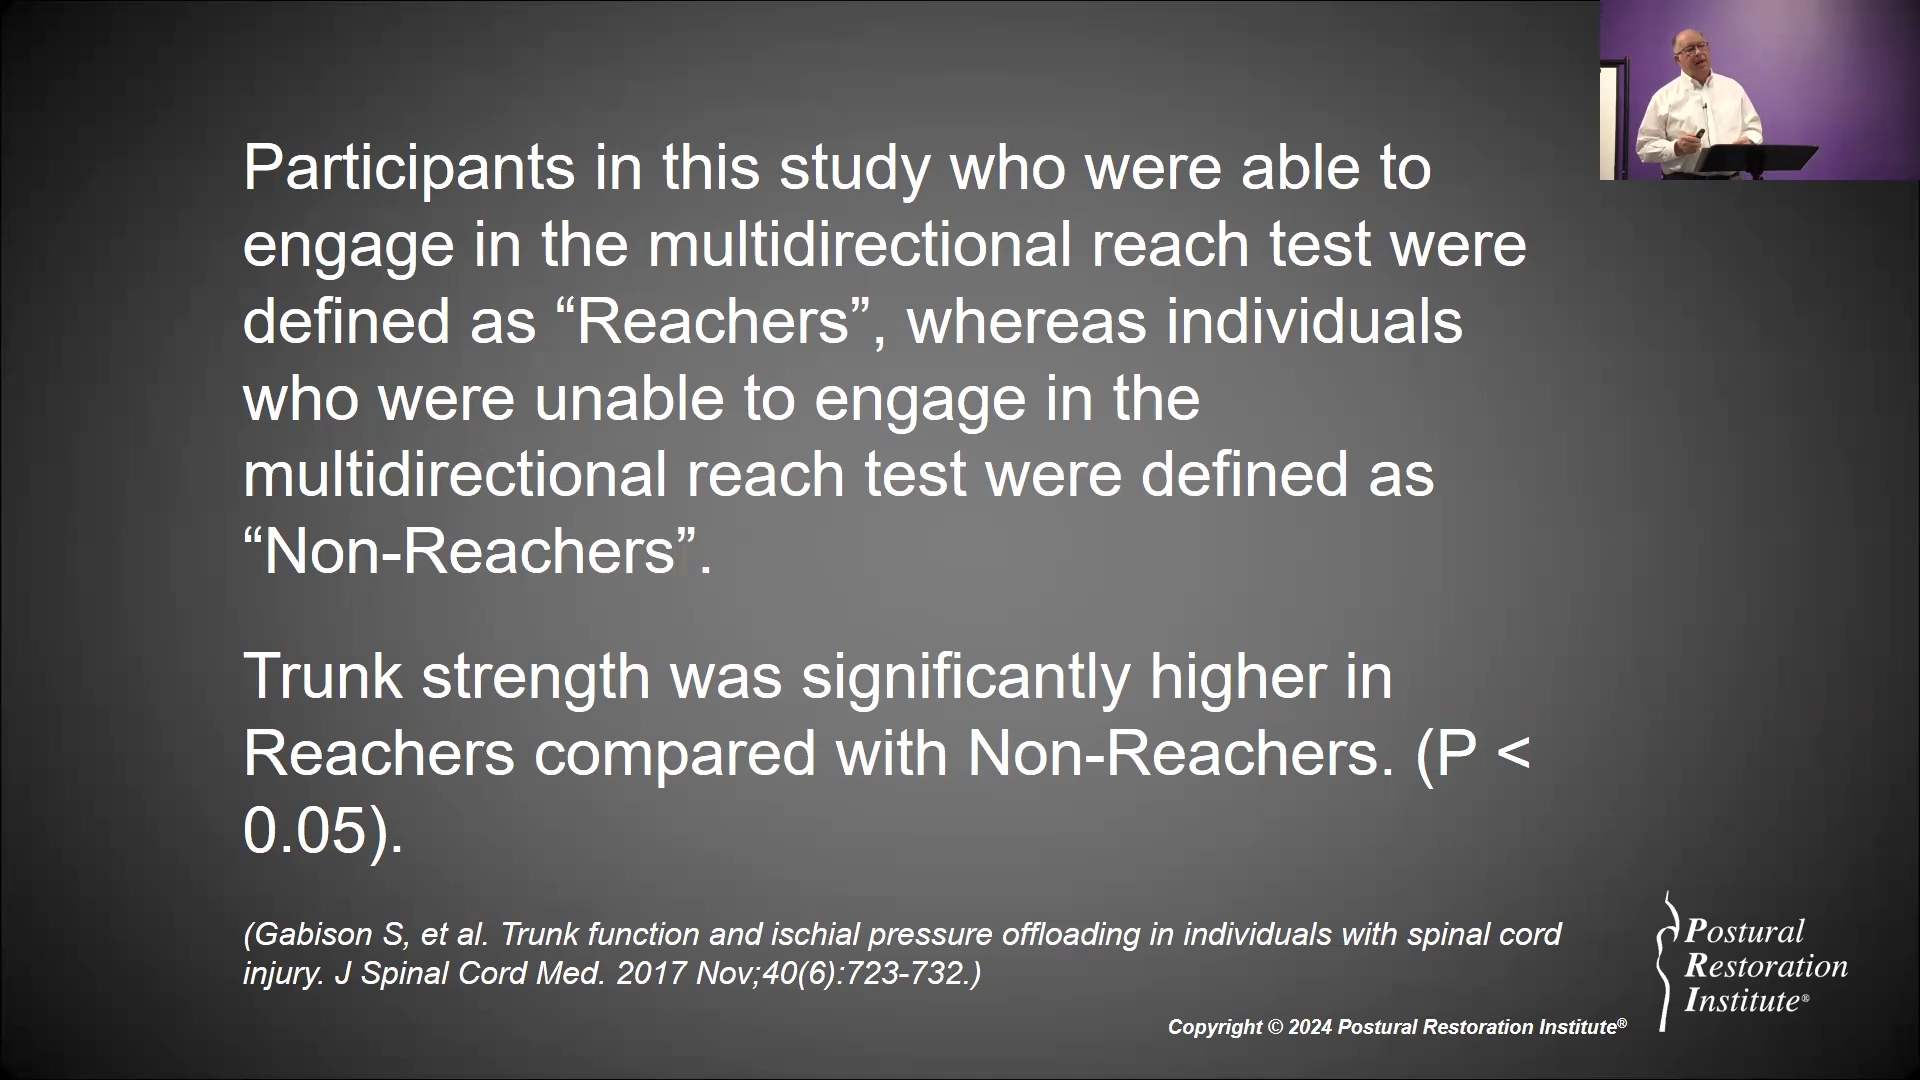 Participants in this study who were able to
engage in the multidirectional reach test were
defined as “Reachers”, whereas individuals
who were unable to engage in the
multidirectional reach test were defined as
“Non-Reachers”.
Trunk strength was significantly higher in
Reachers compared with Non-Reachers. (P <
0.05).
(Gabison S, et al. Trunk function and ischial pressure offloading in individuals with spinal cord
injury. J Spinal Cord Med. 2017 Nov;40(6):723-732.)
Postural
Restoration
Institute®
Copyright © 2024 Postural Restoration Institute®